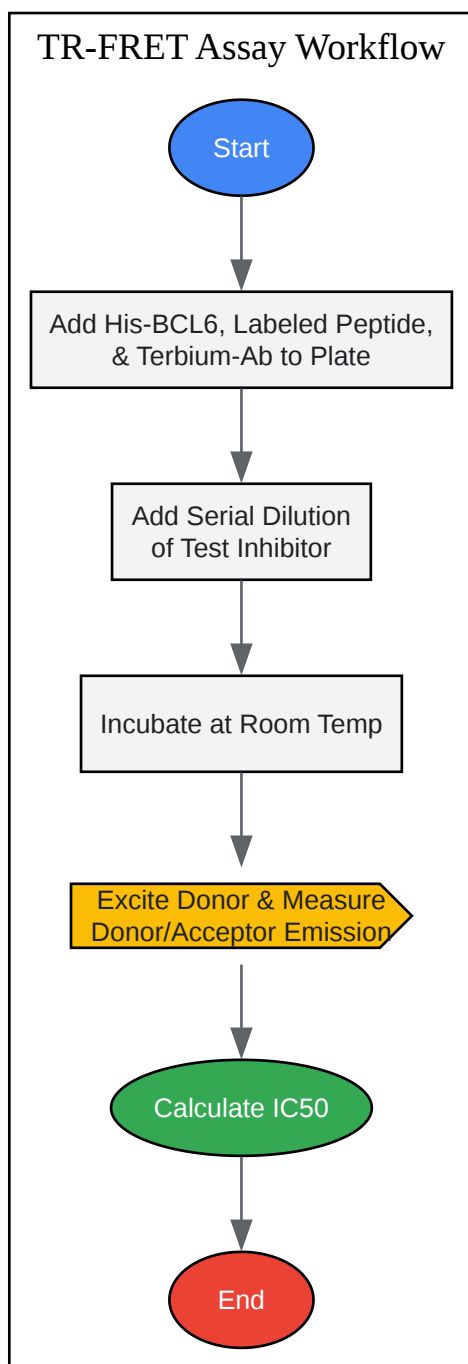 TR-FRET Assay Workflow
Start
Add His-BCL6, Labeled Peptide,
& Terbium-Ab to Plate
Add Serial Dilution
of Test Inhibitor
Incubate at Room Temp
Excite Donor & Measure
Donor/Acceptor Emission
Calculate IC50
End